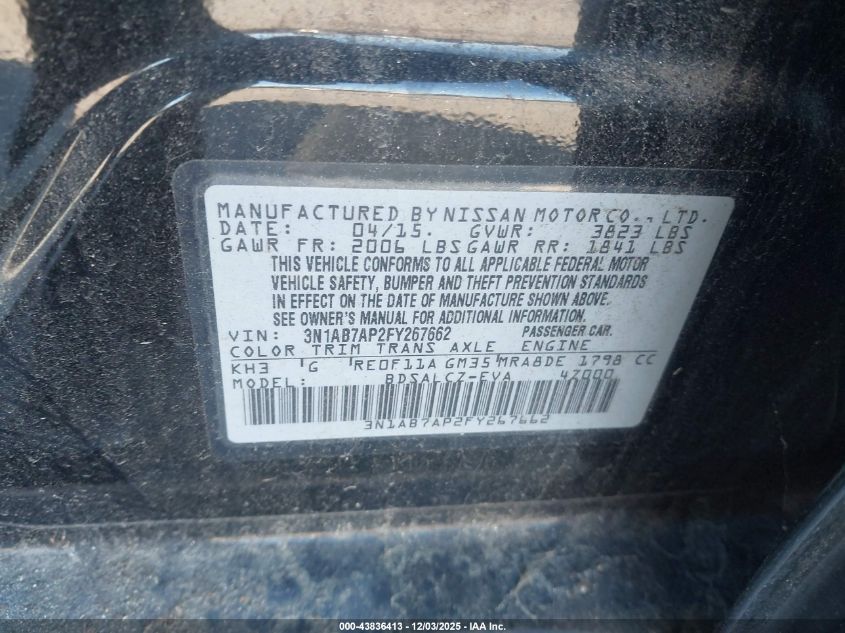 MANUFACTURED BY NISSAN MOTOR CO., LTD.
DATE: 04/15. GVWR: 3823 LBS
GAWR FR: 2006 LBS GAWR RR: 1841 LBS
THIS VEHICLE CONFORMS TO ALL APPLICABLE FEDERAL MOTOR
VEHICLE SAFETY, BUMPER AND THEFT PREVENTION STANDARDS
IN EFFECT ON THE DATE OF MANUFACTURE SHOWN ABOVE.
SEE OWNER'S MANUAL FOR ADDITIONAL INFORMATION.
VIN: 3N1AB7AP2FY267662 PASSENGER CAR.
COLOR TRIM TRANS AXLE ENGINE
KH3 G RE0F11A GM35 MRA8DE 1798 CC
MODEL: BDSALCZ-EVA 47000
3N1AB7AP2FY267662
000-43836413 - 12/03/2025 - IAA Inc.